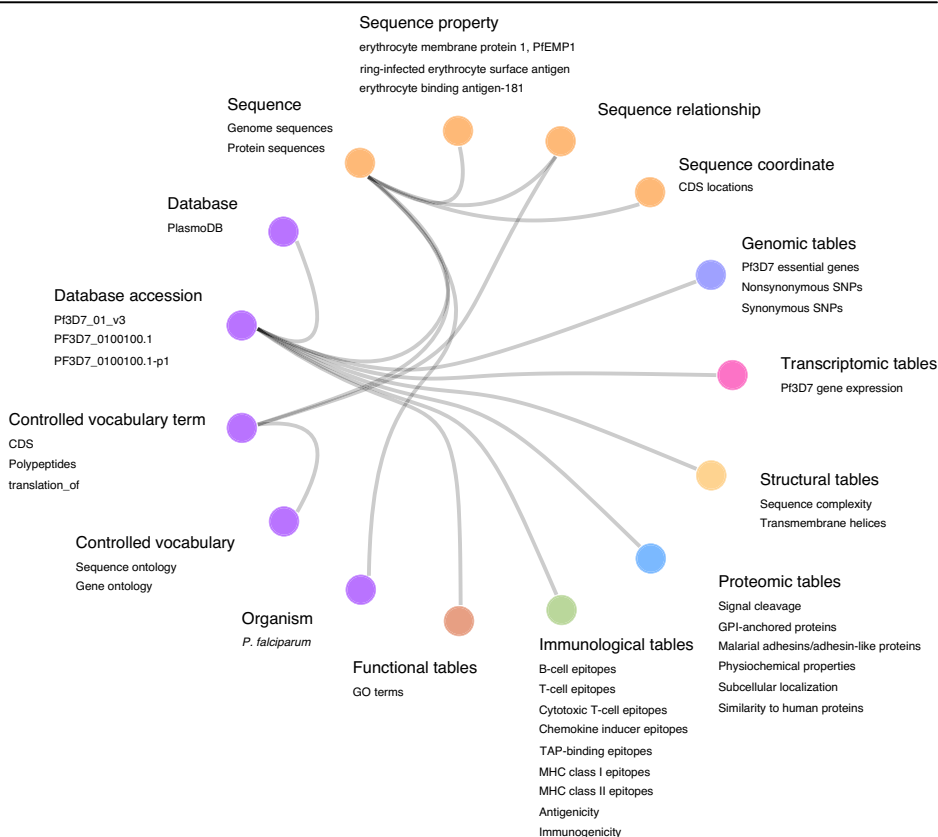 Sequence property
erythrocyte membrane protein 1, PfEMP1
ring-infected erythrocyte surface antigen
erythrocyte binding antigen-181
Sequence
Genome sequences
Protein sequences
Sequence relationship
Sequence coordinate
CDS locations
Database
PlasmoDB
Genomic tables
Pf3D7 essential genes
Nonsynonymous SNPs
Synonymous SNPs
Database accession
Pf3D7_01_v3
PF3D7_0100100.1
PF3D7_0100100.1-p1
Transcriptomic tables
Pf3D7 gene expression
Controlled vocabulary term
CDS
Polypeptides
translation_of
Structural tables
Sequence complexity
Transmembrane helices
Controlled vocabulary
Sequence ontology
Gene ontology
Proteomic tables
Signal cleavage
GPI-anchored proteins
Malarial adhesins/adhesin-like proteins
Physiochemical properties
Subcellular localization
Similarity to human proteins
Organism
P. falciparum
Functional tables
GO terms
Immunological tables
B-cell epitopes
T-cell epitopes
Cytotoxic T-cell epitopes
Chemokine inducer epitopes
TAP-binding epitopes
MHC class I epitopes
MHC class II epitopes
Antigenicity
Immunogenicity